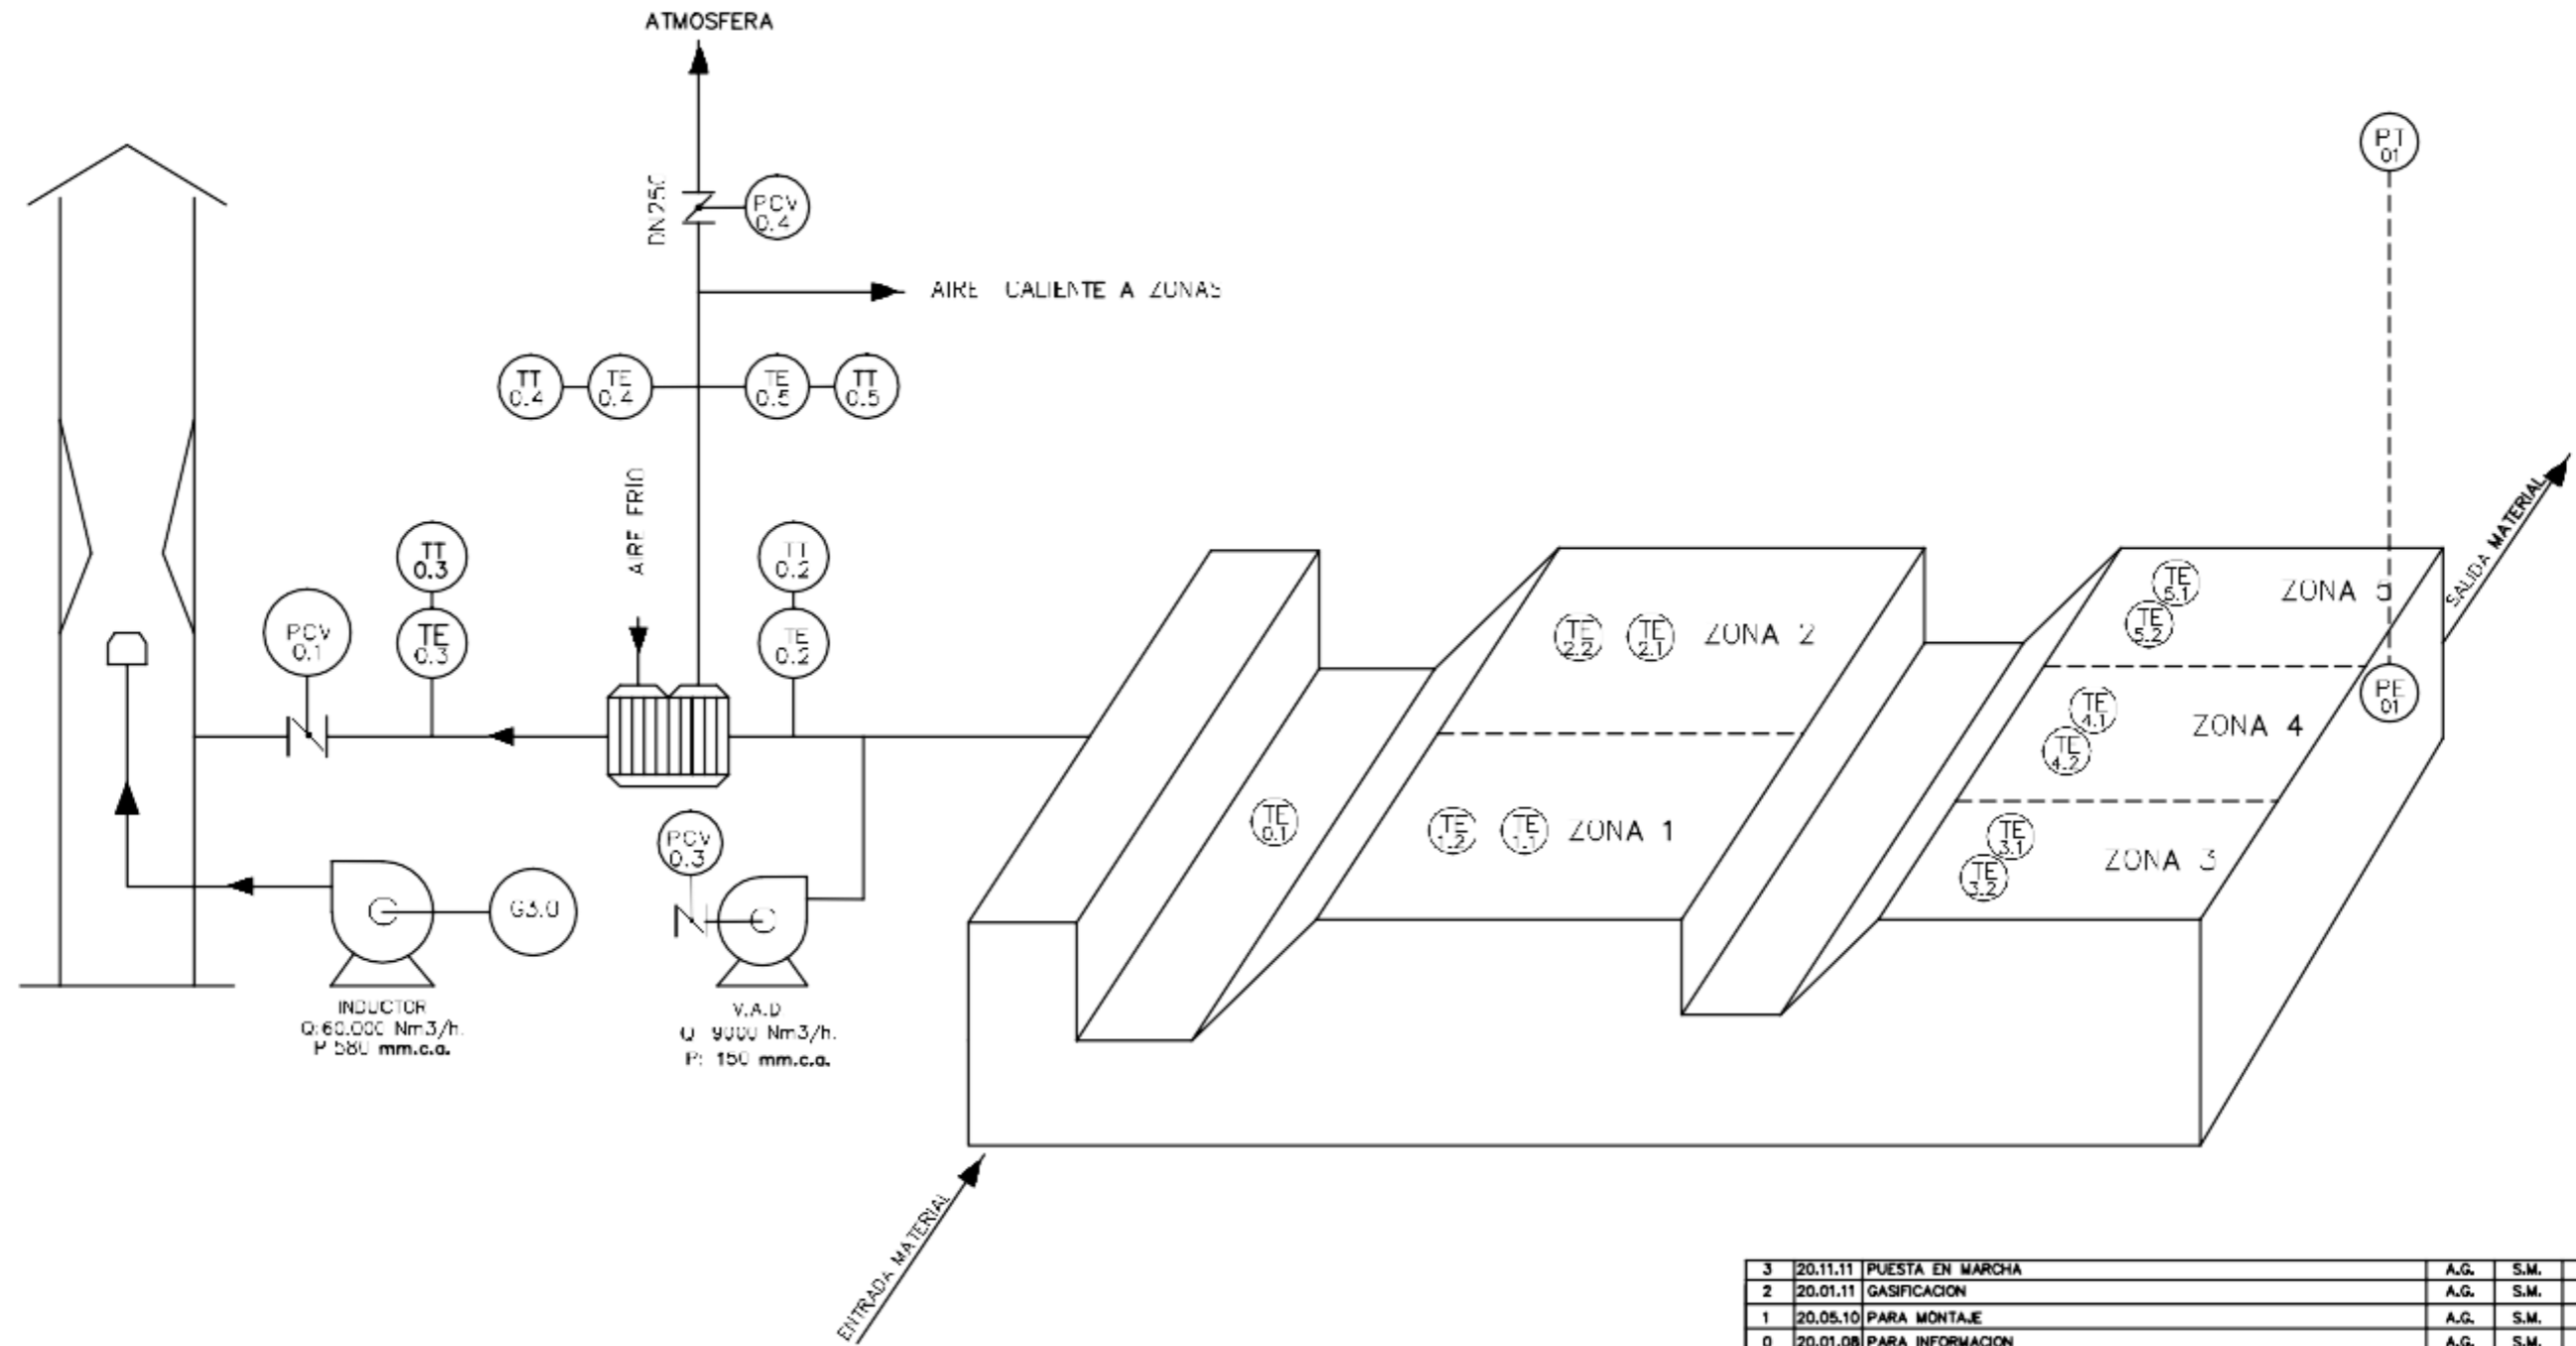 ATMOSFERA
DN250
PCV
0.4
AIRE CALIENTE A ZONAS
TT
0.4
TE
0.4
TE
0.5
TT
0.5
AIRE FRIO
PCV
0.1
TT
0.3
TE
0.3
TT
0.2
TE
0.2
PCV
0.3
G3.0
INDUCTOR
Q:60.000 Nm3/h.
P 580 mm.c.a.
V.A.D
Q 9000 Nm3/h.
P: 150 mm.c.a.
ENTRADA MATERIAL
TE
0.1
TE
2.2
TE
2.1
ZONA 2
TE
1.2
TE
1.1
ZONA 1
TE
5.1
TE
5.2
ZONA 5
TE
4.1
TE
4.2
ZONA 4
TE
3.1
TE
3.2
ZONA 3
PT
01
PE
01
SALIDA MATERIAL
3 20.11.11 PUESTA EN MARCHA A.G. S.M.
2 20.01.11 GASIFICACION A.G. S.M.
1 20.05.10 PARA MONTAJE A.G. S.M.
0 20.01.08 PARA INFORMACION A.G. S.M.